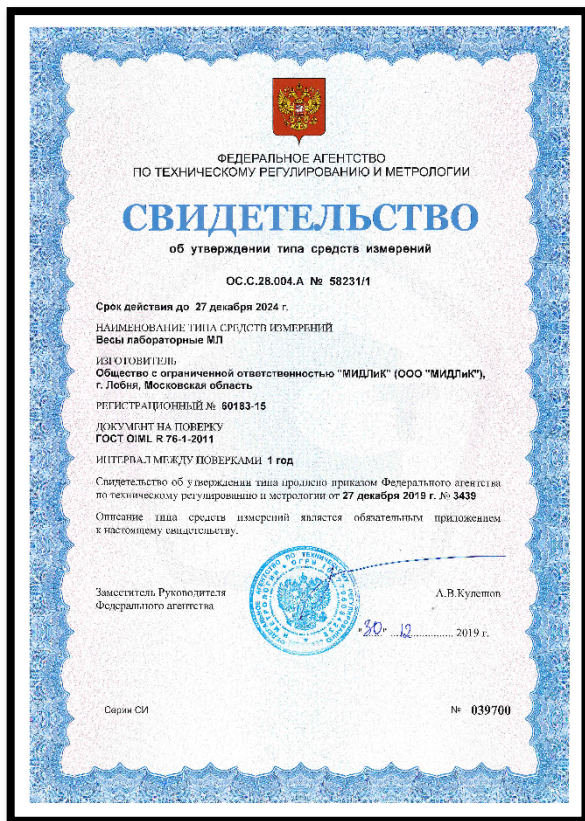 ФЕДЕРАЛЬНОЕ АГЕНТСТВО
ПО ТЕХНИЧЕСКОМУ РЕГУЛИРОВАНИЮ И МЕТРОЛОГИИ
СВИДЕТЕЛЬСТВО
об утверждении типа средств измерений
ОС.C.28.004.A № 58231/1
Срок действия до 27 декабря 2024 г.
НАИМЕНОВАНИЕ ТИПА СРЕДСТВ ИЗМЕРЕНИЙ
Весы лабораторные МЛ
ИЗГОТОВИТЕЛЬ
Общество с ограниченной ответственностью "МИДЛиК" (ООО "МИДЛиК"),
г. Лобня, Московская область
РЕГИСТРАЦИОННЫЙ № 60183-15
ДОКУМЕНТ НА ПОВЕРКУ
ГОСТ OIML R 76-1-2011
ИНТЕРВАЛ МЕЖДУ ПОВЕРКАМИ 1 год
Свидетельство об утверждении типа продлено приказом Федерального агентства
по техническому регулированию и метрологии от 27 декабря 2019 г. № 3439
Описание типа средств измерений является обязательным приложением
к настоящему свидетельству.
Заместитель Руководителя
Федерального агентства
А.В.Кулешов
"30" 12 2019 г.
Серия СИ
№ 039700